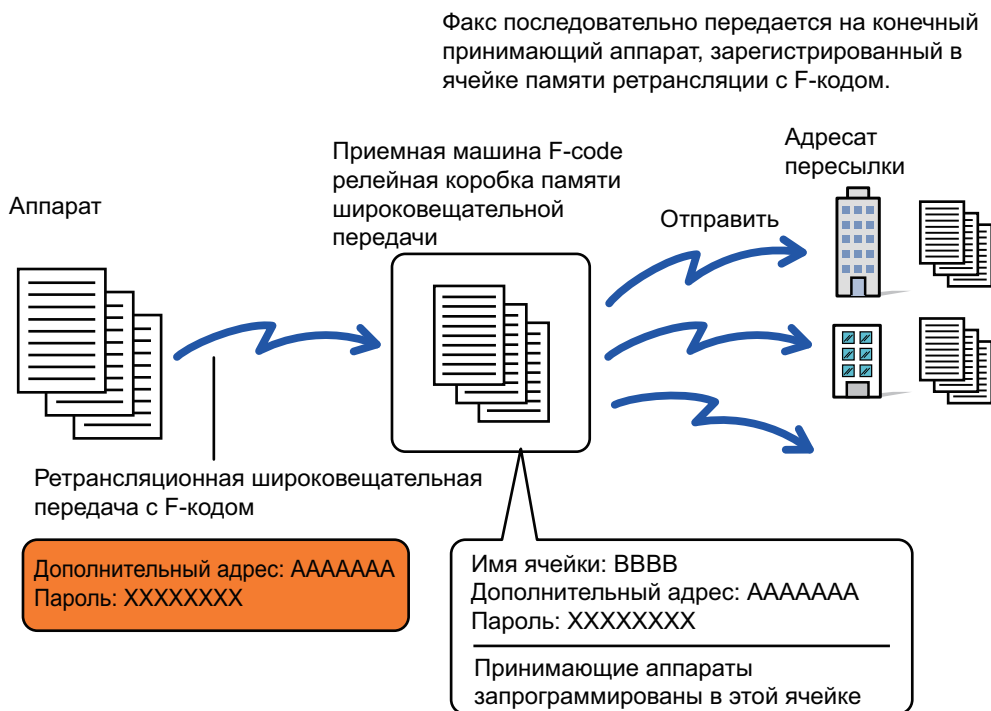 Факс последовательно передается на конечный
принимающий аппарат, зарегистрированный в
ячейке памяти ретрансляции с F-кодом.
Адресат
пересылки
Приемная машина F-code
релейная коробка памяти
широковещательной
передачи
Аппарат
Отправить
Ретрансляционная широковещательная
передача с F-кодом
Дополнительный адрес: AAAAAAA
Пароль: XXXXXXXX
Имя ячейки: BBBB
Дополнительный адрес: AAAAAAA
Пароль: XXXXXXXX
Принимающие аппараты
запрограммированы в этой ячейке